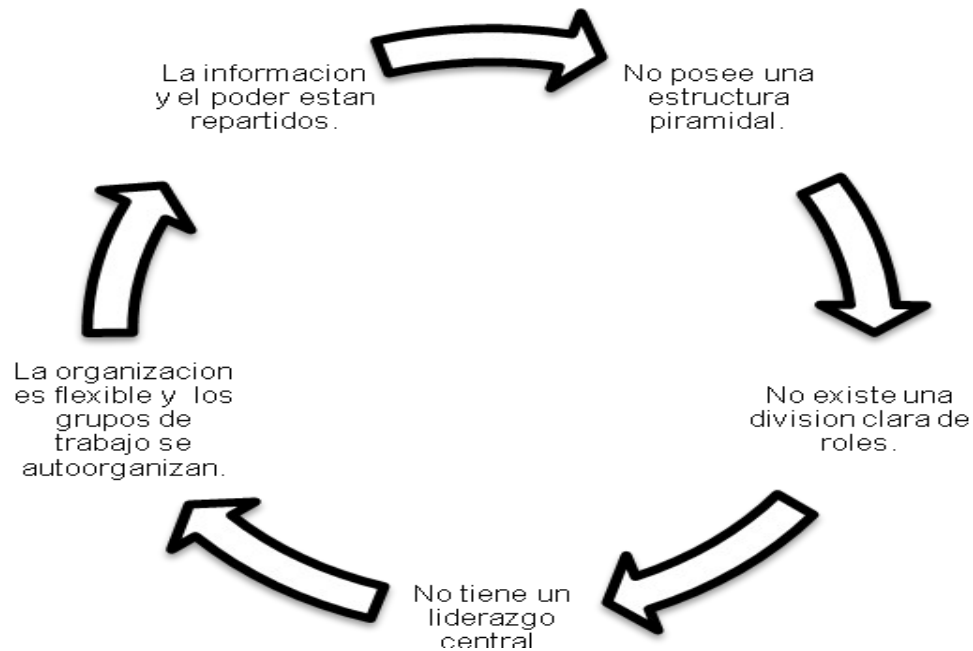 La informacion
y el poder estan
repartidos.
No posee una
estructura
piramidal.
No existe una
division clara de
roles.
No tiene un
liderazgo
central
La organizacion
es flexible y los
grupos de
trabajo se
autoorganizan.